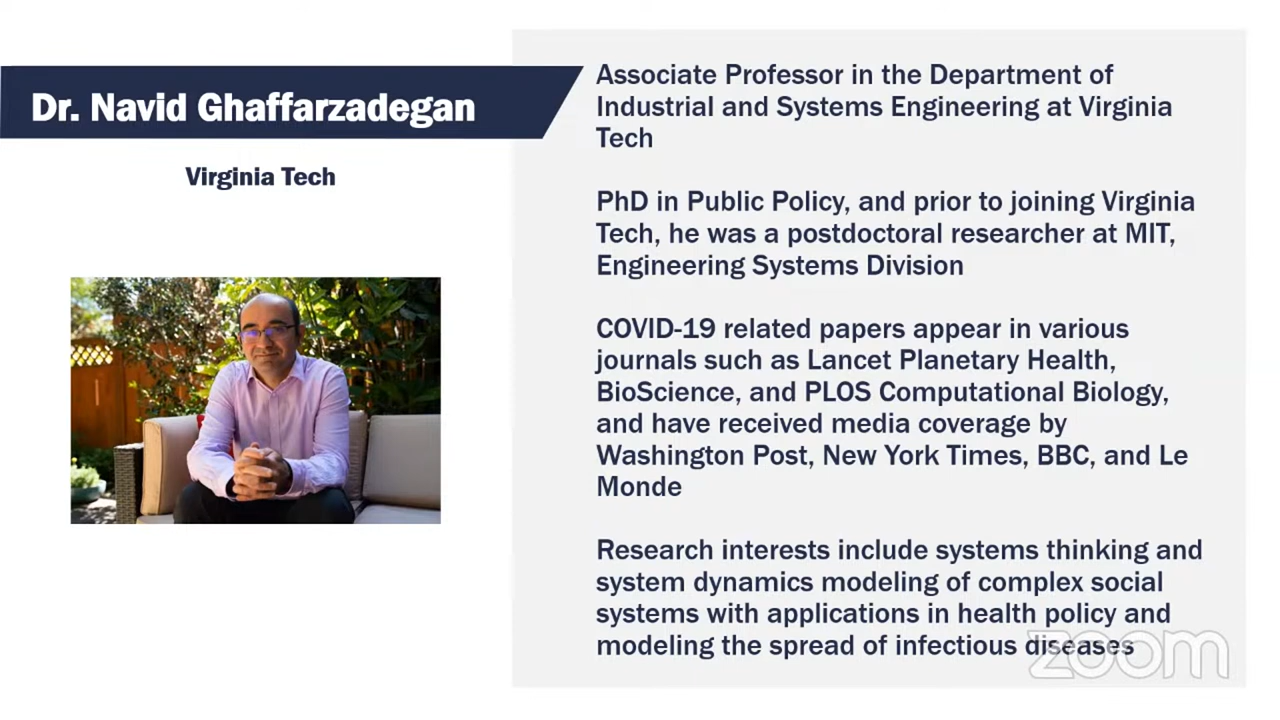 Dr. Navid Ghaffarzadegan
Virginia Tech
Associate Professor in the Department of
Industrial and Systems Engineering at Virginia
Tech
PhD in Public Policy, and prior to joining Virginia
Tech, he was a postdoctoral researcher at MIT,
Engineering Systems Division
COVID-19 related papers appear in various
journals such as Lancet Planetary Health,
BioScience, and PLOS Computational Biology,
and have received media coverage by
Washington Post, New York Times, BBC, and Le
Monde
Research interests include systems thinking and
system dynamics modeling of complex social
systems with applications in health policy and
modeling the spread of infectious diseases
zoom